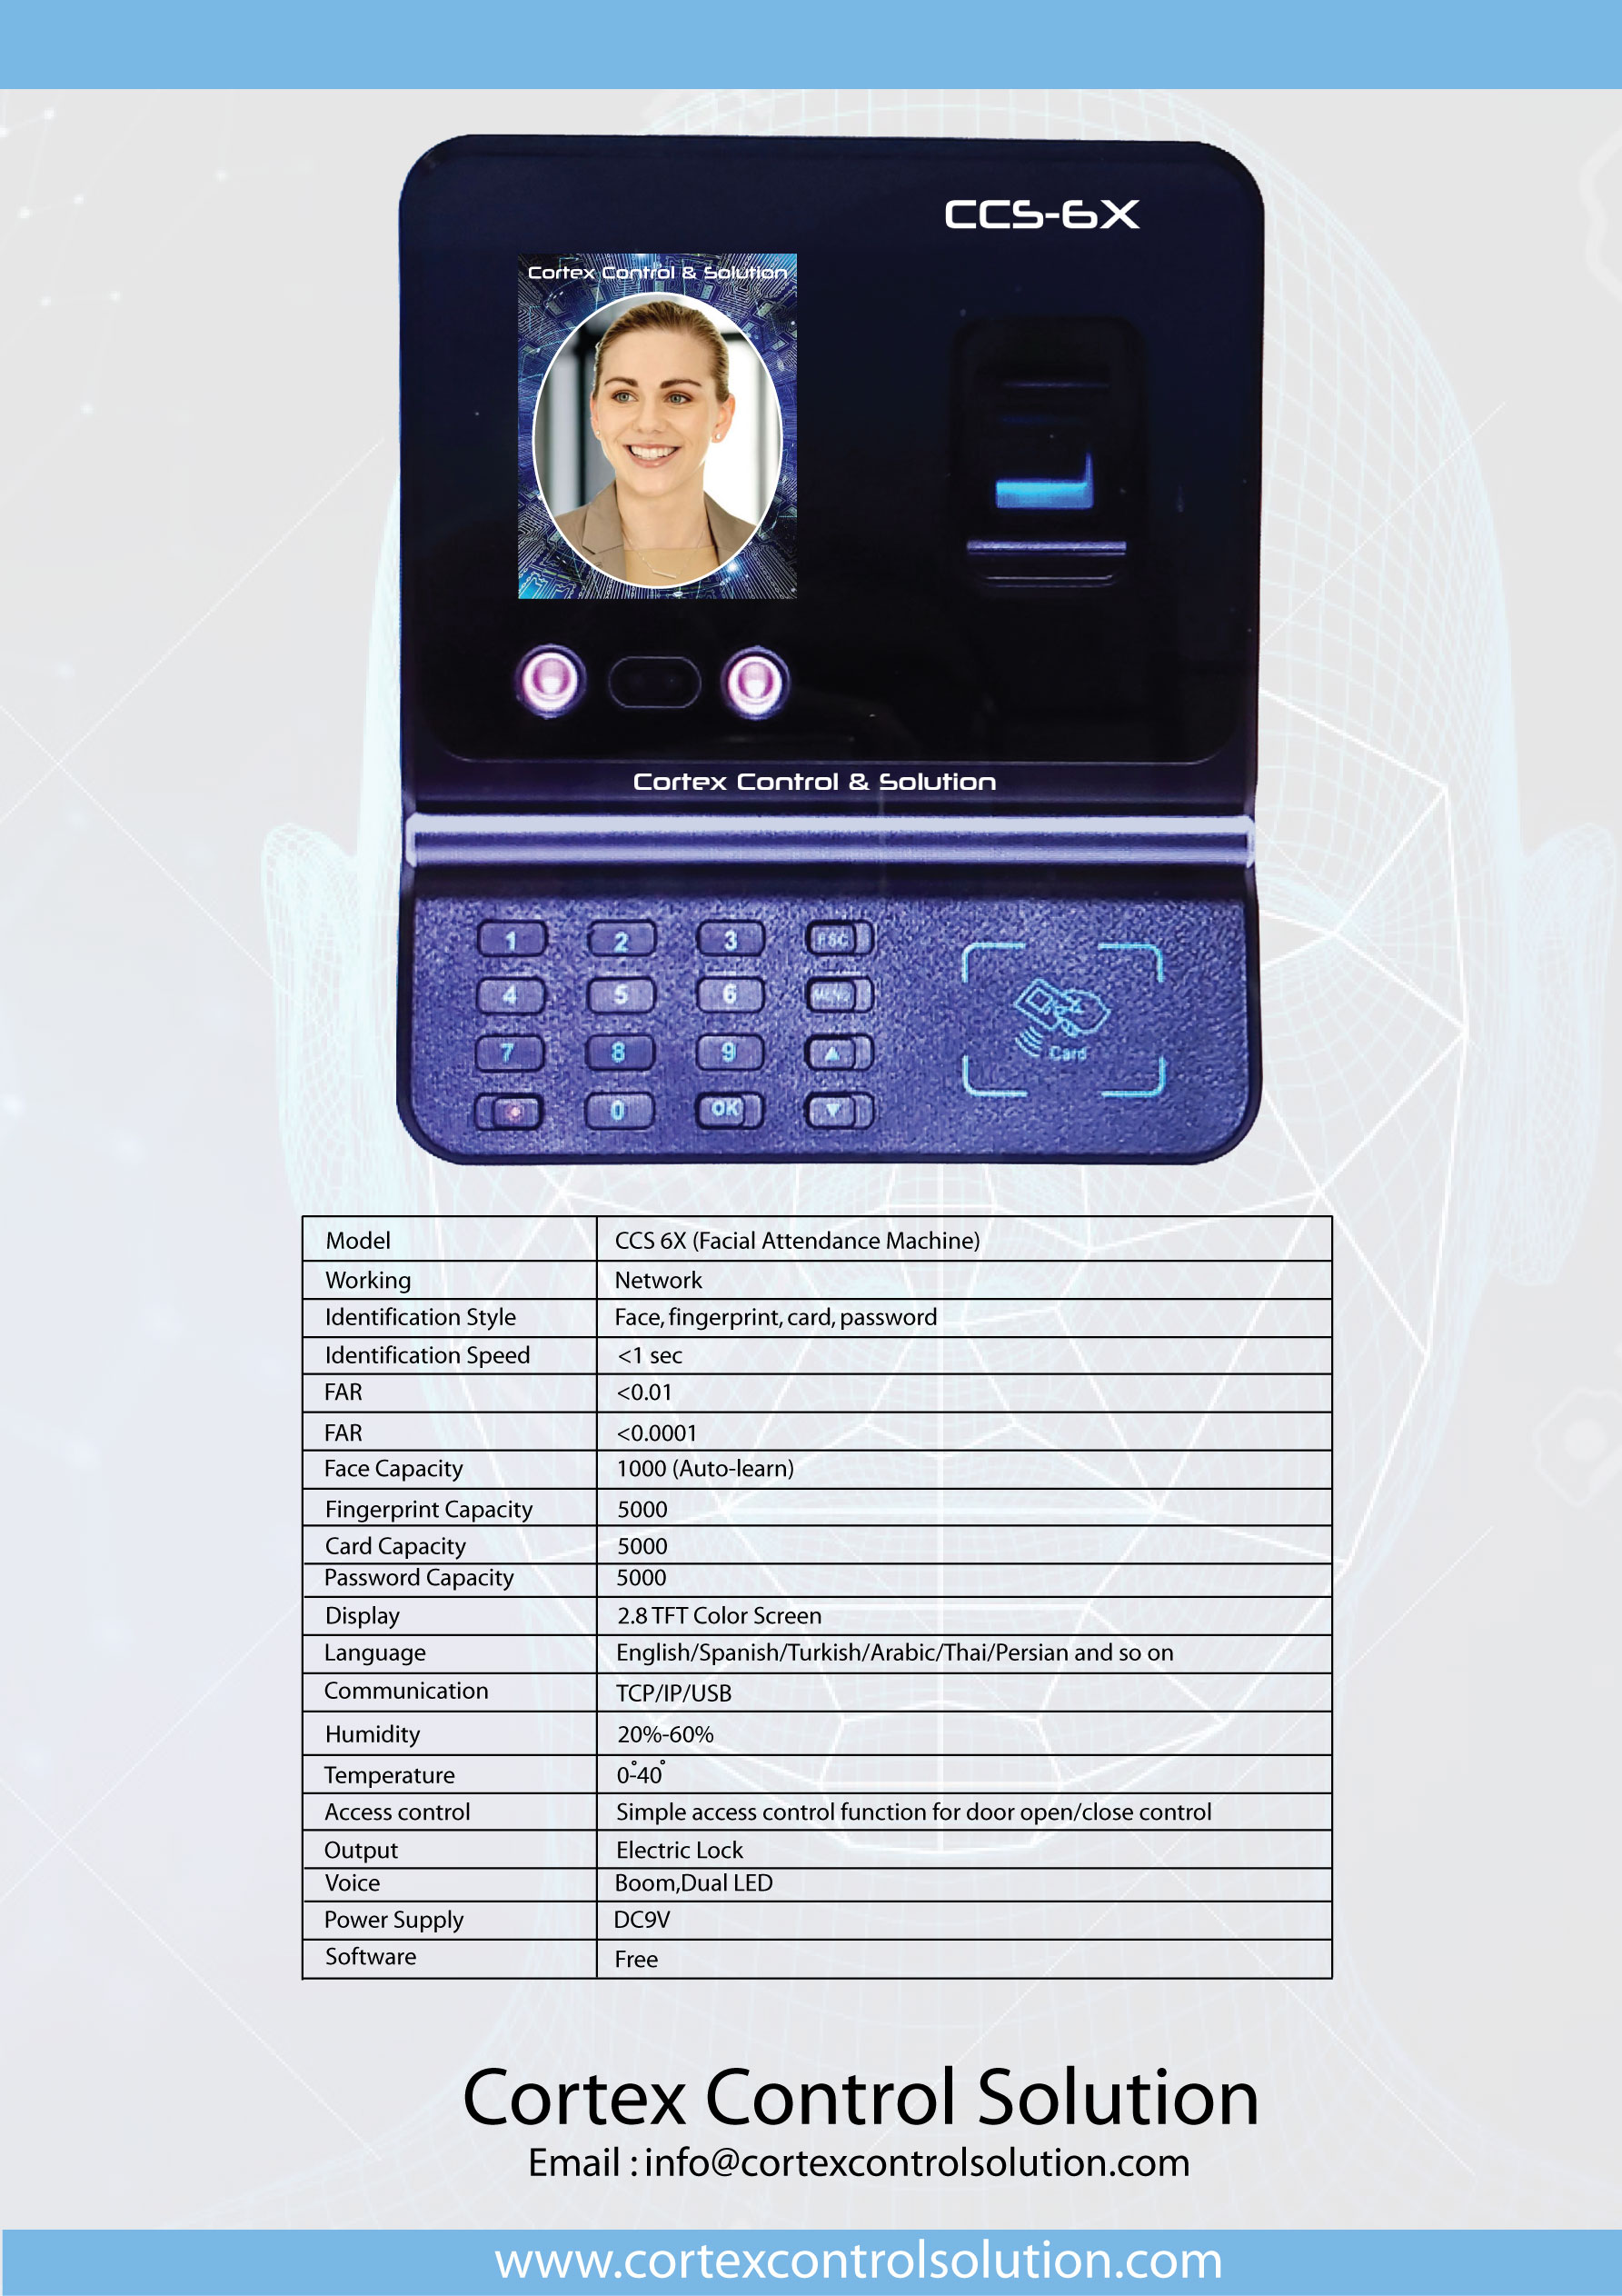 CCS-6X
Cortex Control & Solution
Cortex Control & Solution
1 2 3 ESC
4 5 6 MENU
7 8 9
0 OK
Card
Model CCS 6X (Facial Attendance Machine)
Working Network
Identification Style Face, fingerprint, card, password
Identification Speed <1 sec
FAR <0.01
FAR <0.0001
Face Capacity 1000 (Auto-learn)
Fingerprint Capacity 5000
Card Capacity 5000
Password Capacity 5000
Display 2.8 TFT Color Screen
Language English/Spanish/Turkish/Arabic/Thai/Persian and so on
Communication TCP/IP/USB
Humidity 20%-60%
Temperature 0°-40°
Access control Simple access control function for door open/close control
Output Electric Lock
Voice Boom,Dual LED
Power Supply DC9V
Software Free
Cortex Control Solution
Email : info@cortexcontrolsolution.com
www.cortexcontrolsolution.com